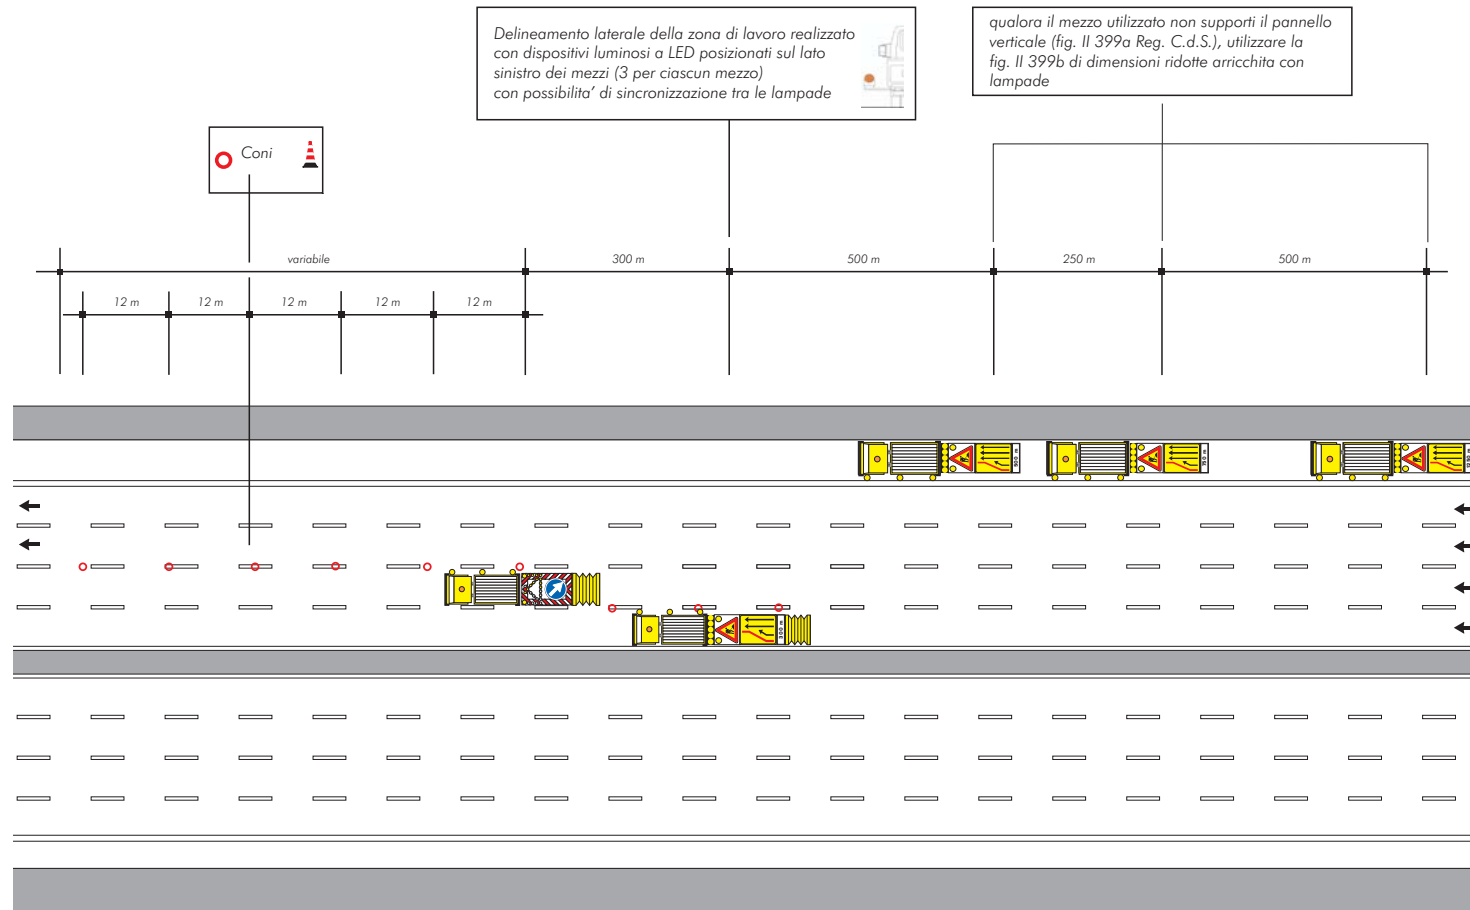 Delineamento laterale della zona di lavoro realizzato
con dispositivi luminosi a LED posizionati sul lato
sinistro dei mezzi (3 per ciascun mezzo)
con possibilita' di sincronizzazione tra le lampade
qualora il mezzo utilizzato non supporti il pannello
verticale (fig. II 399a Reg. C.d.S.), utilizzare la
fig. II 399b di dimensioni ridotte arricchita con
lampade
Coni
variabile
300 m
500 m
250 m
500 m
12 m
12 m
12 m
12 m
12 m
750 m
300 m